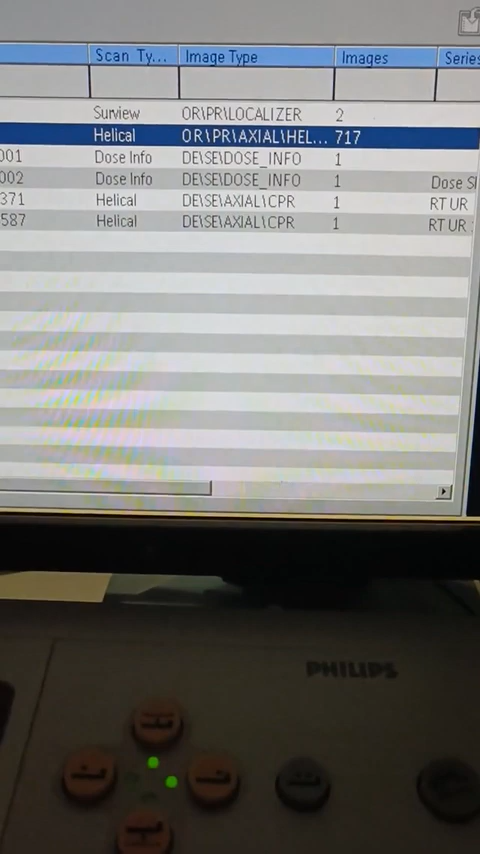 Scan Ty... Image Type Images Series
Surview OR\PR\LOCALIZER 2
Helical OR\PR\AXIAL\HEL... 717
001 Dose Info DE\SE\DOSE_INFO 1
002 Dose Info DE\SE\DOSE_INFO 1 Dose S
371 Helical DE\SE\AXIAL\CPR 1 RT UR
587 Helical DE\SE\AXIAL\CPR 1 RT UR
PHILIPS